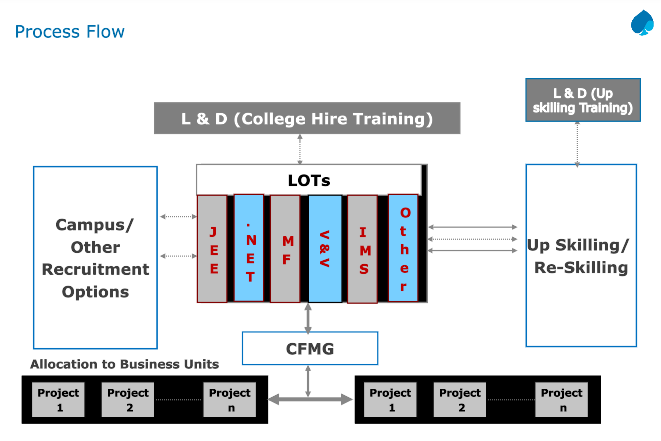 Process Flow
L & D (Up
skilling Training)
L & D (College Hire Training)
LOTs
Campus/
Other
Recruitment
Options
JEE
.NET
MF
V&V
IMS
Other
Up Skilling/
Re-Skilling
CFMG
Allocation to Business Units
Project
1
Project
2
Project
n
Project
1
Project
2
Project
n